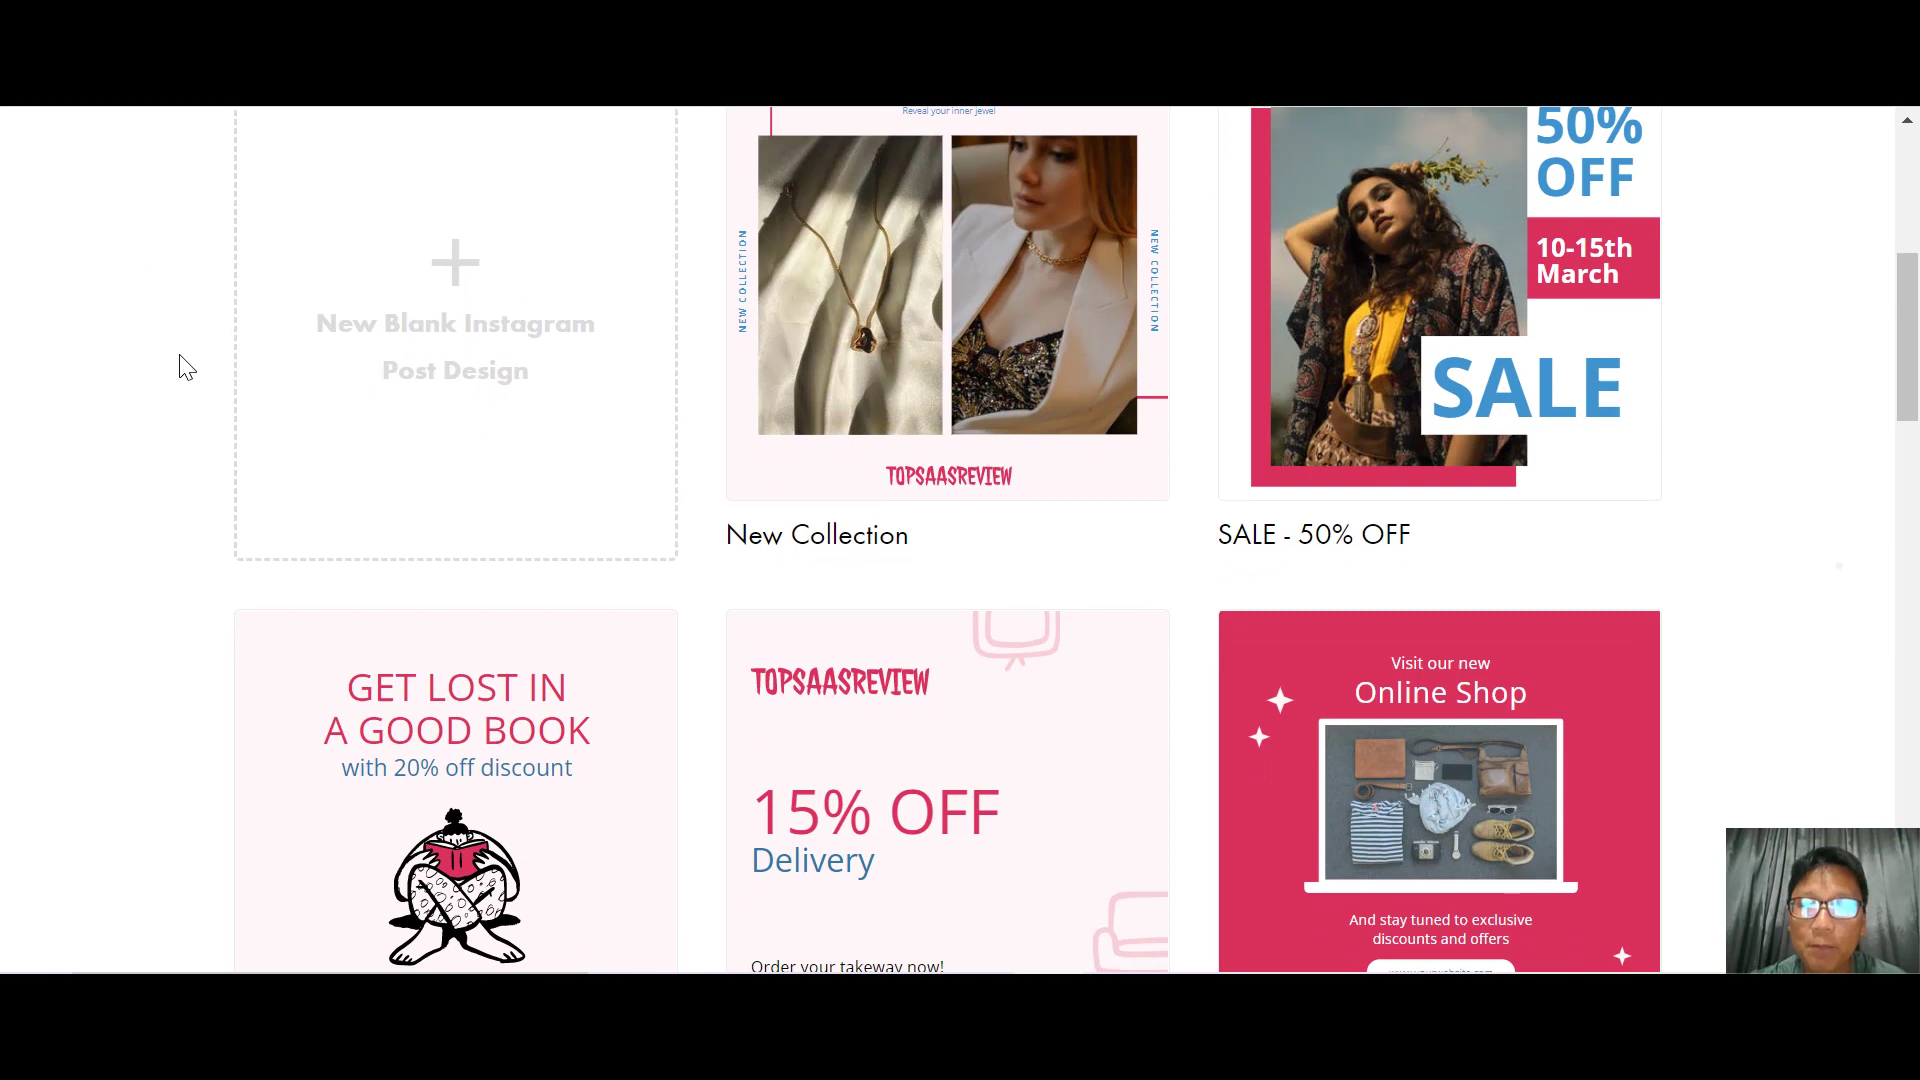 New Blank Instagram
Post Design
Reveal your inner jewel
NEW COLLECTION
NEW COLLECTION
TOPSAASREVIEW
New Collection
50%
OFF
10-15th
March
SALE
SALE - 50% OFF
GET LOST IN
A GOOD BOOK
with 20% off discount
TOPSAASREVIEW
15% OFF
Delivery
Order your takeway now!
Visit our new
Online Shop
And stay tuned to exclusive
discounts and offers